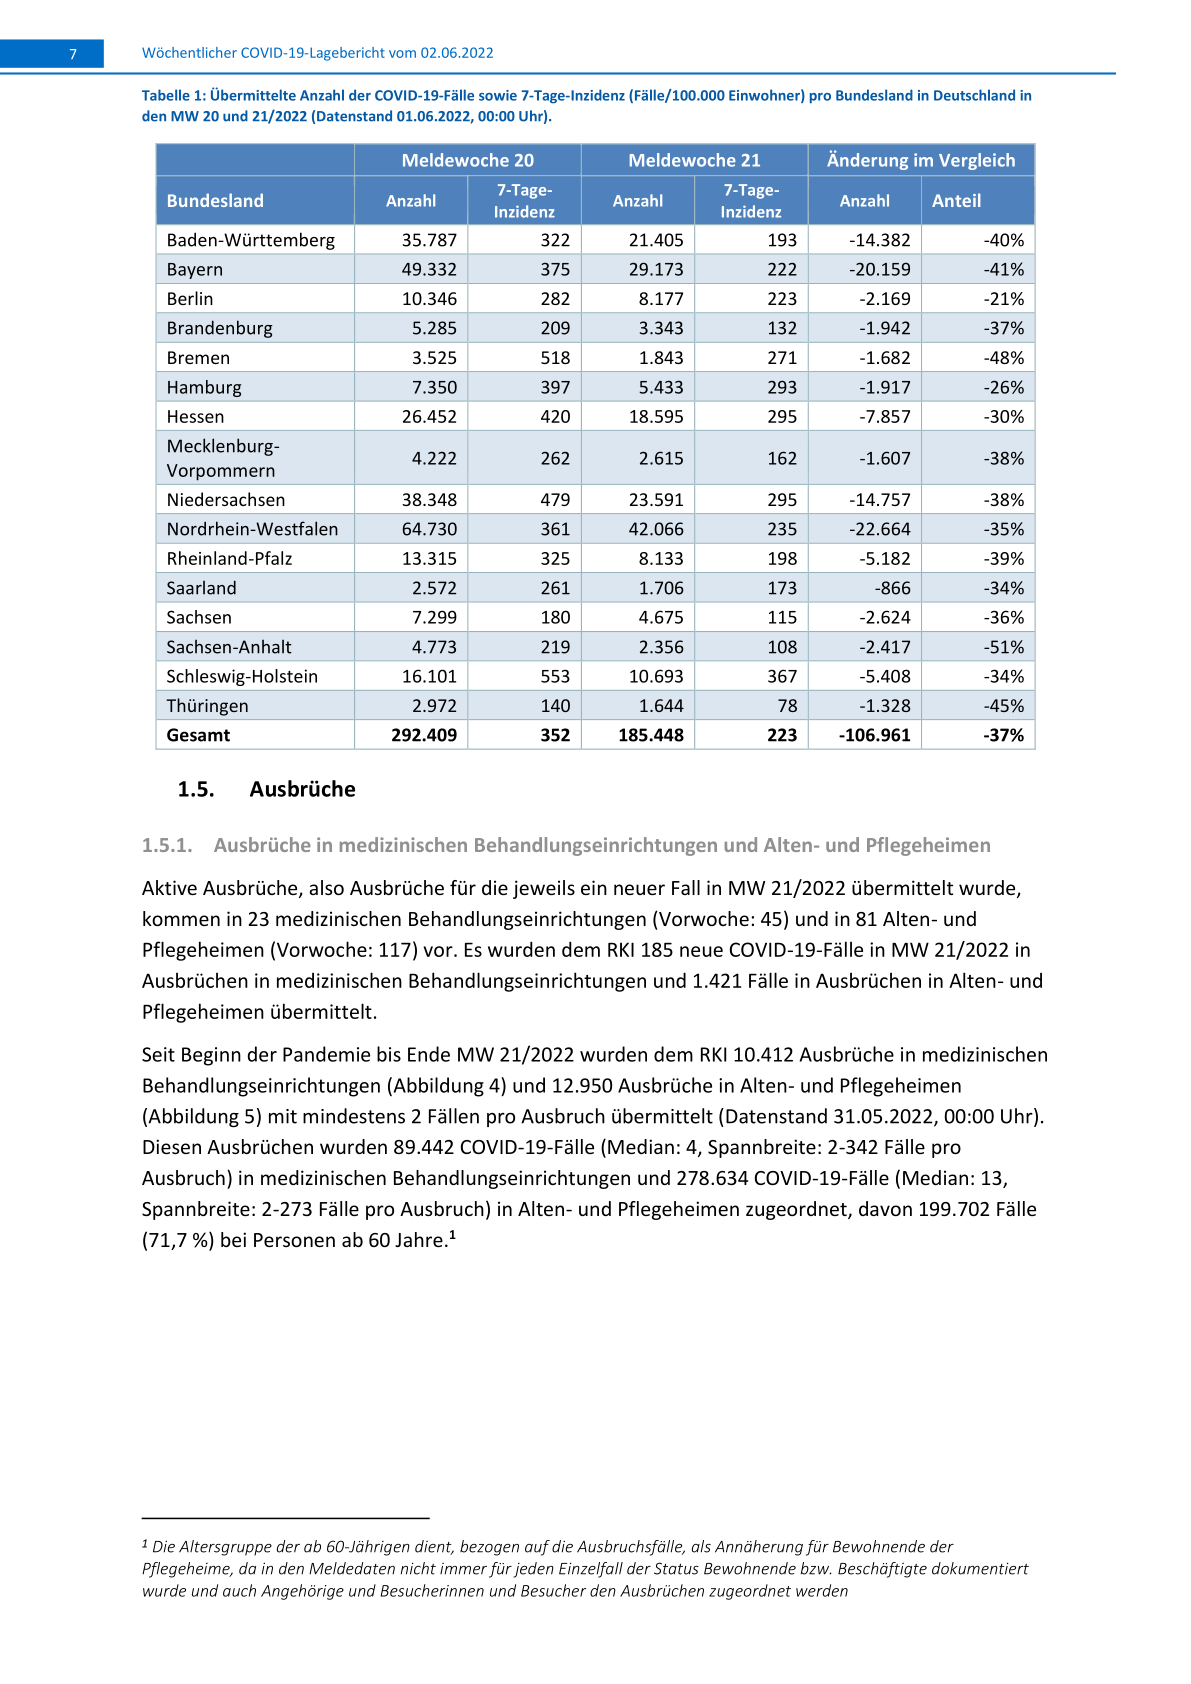 7
Wöchentlicher COVID-19-Lagebericht vom 02.06.2022
Tabelle 1: Übermittelte Anzahl der COVID-19-Fälle sowie 7-Tage-Inzidenz (Fälle/100.000 Einwohner) pro Bundesland in Deutschland in
den MW 20 und 21/2022 (Datenstand 01.06.2022, 00:00 Uhr).
Meldewoche 20 Meldewoche 21 Änderung im Vergleich
Bundesland Anzahl 7-Tage-Inzidenz Anzahl 7-Tage-Inzidenz Anzahl Anteil
Baden-Württemberg 35.787 322 21.405 193 -14.382 -40%
Bayern 49.332 375 29.173 222 -20.159 -41%
Berlin 10.346 282 8.177 223 -2.169 -21%
Brandenburg 5.285 209 3.343 132 -1.942 -37%
Bremen 3.525 518 1.843 271 -1.682 -48%
Hamburg 7.350 397 5.433 293 -1.917 -26%
Hessen 26.452 420 18.595 295 -7.857 -30%
Mecklenburg-
Vorpommern 4.222 262 2.615 162 -1.607 -38%
Niedersachsen 38.348 479 23.591 295 -14.757 -38%
Nordrhein-Westfalen 64.730 361 42.066 235 -22.664 -35%
Rheinland-Pfalz 13.315 325 8.133 198 -5.182 -39%
Saarland 2.572 261 1.706 173 -866 -34%
Sachsen 7.299 180 4.675 115 -2.624 -36%
Sachsen-Anhalt 4.773 219 2.356 108 -2.417 -51%
Schleswig-Holstein 16.101 553 10.693 367 -5.408 -34%
Thüringen 2.972 140 1.644 78 -1.328 -45%
Gesamt 292.409 352 185.448 223 -106.961 -37%
1.5. Ausbrüche
1.5.1. Ausbrüche in medizinischen Behandlungseinrichtungen und Alten- und Pflegeheimen
Aktive Ausbrüche, also Ausbrüche für die jeweils ein neuer Fall in MW 21/2022 übermittelt wurde,
kommen in 23 medizinischen Behandlungseinrichtungen (Vorwoche: 45) und in 81 Alten- und
Pflegeheimen (Vorwoche: 117) vor. Es wurden dem RKI 185 neue COVID-19-Fälle in MW 21/2022 in
Ausbrüchen in medizinischen Behandlungseinrichtungen und 1.421 Fälle in Ausbrüchen in Alten- und
Pflegeheimen übermittelt.
Seit Beginn der Pandemie bis Ende MW 21/2022 wurden dem RKI 10.412 Ausbrüche in medizinischen
Behandlungseinrichtungen (Abbildung 4) und 12.950 Ausbrüche in Alten- und Pflegeheimen
(Abbildung 5) mit mindestens 2 Fällen pro Ausbruch übermittelt (Datenstand 31.05.2022, 00:00 Uhr).
Diesen Ausbrüchen wurden 89.442 COVID-19-Fälle (Median: 4, Spannbreite: 2-342 Fälle pro
Ausbruch) in medizinischen Behandlungseinrichtungen und 278.634 COVID-19-Fälle (Median: 13,
Spannbreite: 2-273 Fälle pro Ausbruch) in Alten- und Pflegeheimen zugeordnet, davon 199.702 Fälle
(71,7 %) bei Personen ab 60 Jahre.¹
¹ Die Altersgruppe der ab 60-Jährigen dient, bezogen auf die Ausbruchsfälle, als Annäherung für Bewohnende der
Pflegeheime, da in den Meldedaten nicht immer für jeden Einzelfall der Status Bewohnende bzw. Beschäftigte dokumentiert
wurde und auch Angehörige und Besucherinnen und Besucher den Ausbrüchen zugeordnet werden